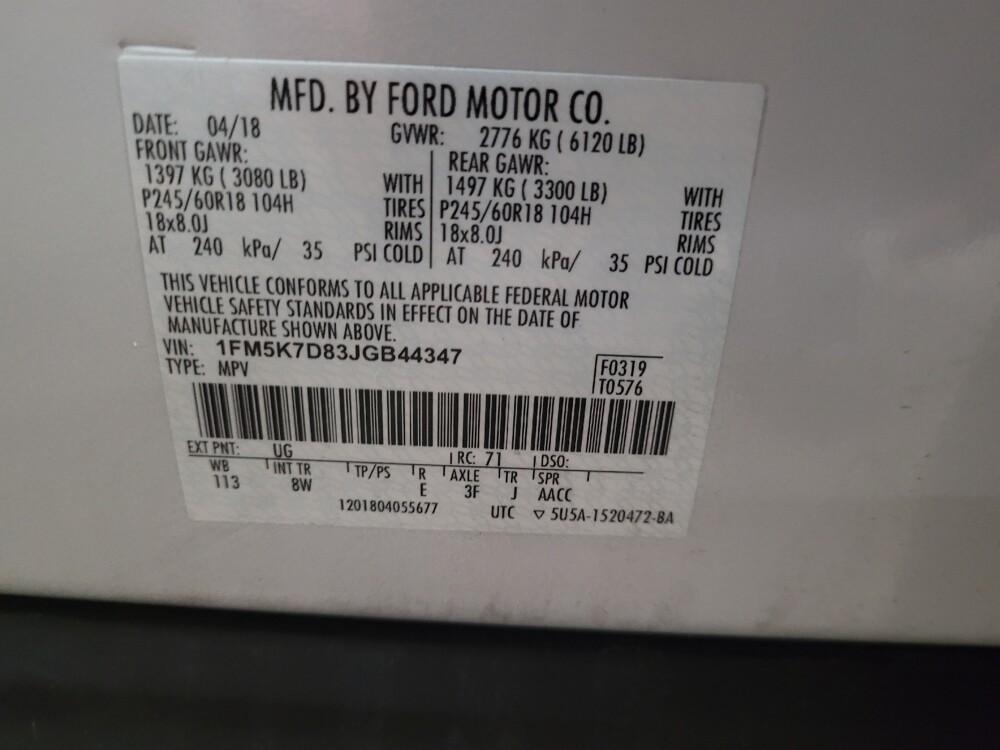 MFD. BY FORD MOTOR CO.
DATE: 04/18 GVWR: 2776 KG ( 6120 LB)
FRONT GAWR: REAR GAWR:
1397 KG ( 3080 LB) WITH 1497 KG ( 3300 LB) WITH
P245/60R18 104H TIRES P245/60R18 104H TIRES
18x8.0J RIMS 18x8.0J RIMS
AT 240 kPa/ 35 PSI COLD AT 240 kPa/ 35 PSI COLD
THIS VEHICLE CONFORMS TO ALL APPLICABLE FEDERAL MOTOR
VEHICLE SAFETY STANDARDS IN EFFECT ON THE DATE OF
MANUFACTURE SHOWN ABOVE.
VIN: 1FM5K7D83JGB44347
TYPE: MPV
F0319
T0576
EXT PNT: UG RC: 71 DSO:
WB INT TR TP/PS R AXLE TR SPR
113 8W E 3F J AACC
1201804055677 UTC ▽ 5U5A-1520472-BA